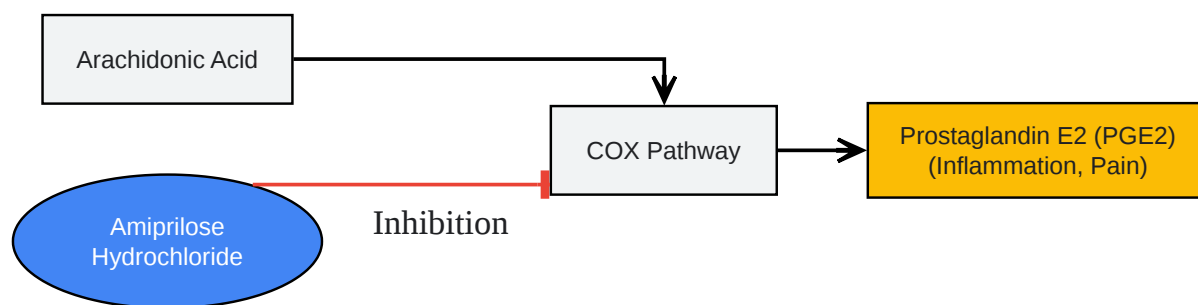 Arachidonic Acid
COX Pathway
Prostaglandin E2 (PGE2)
(Inflammation, Pain)
Amiprilose
Hydrochloride
Inhibition